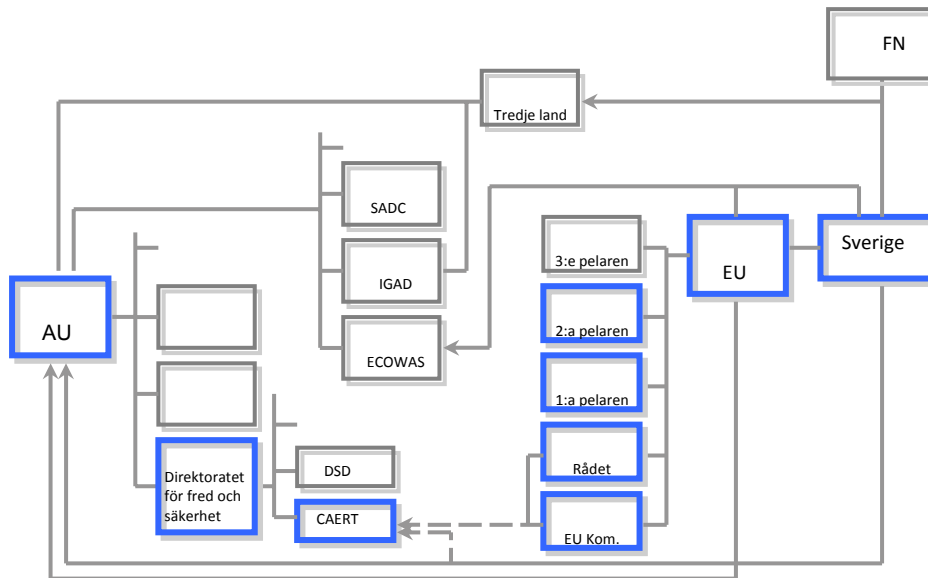 FN
Tredje land
SADC
Sverige
3:e pelaren
EU
IGAD
AU
2:a pelaren
ECOWAS
1:a pelaren
Direktoratet
för fred och
säkerhet
DSD
Rådet
CAERT
EU Kom.